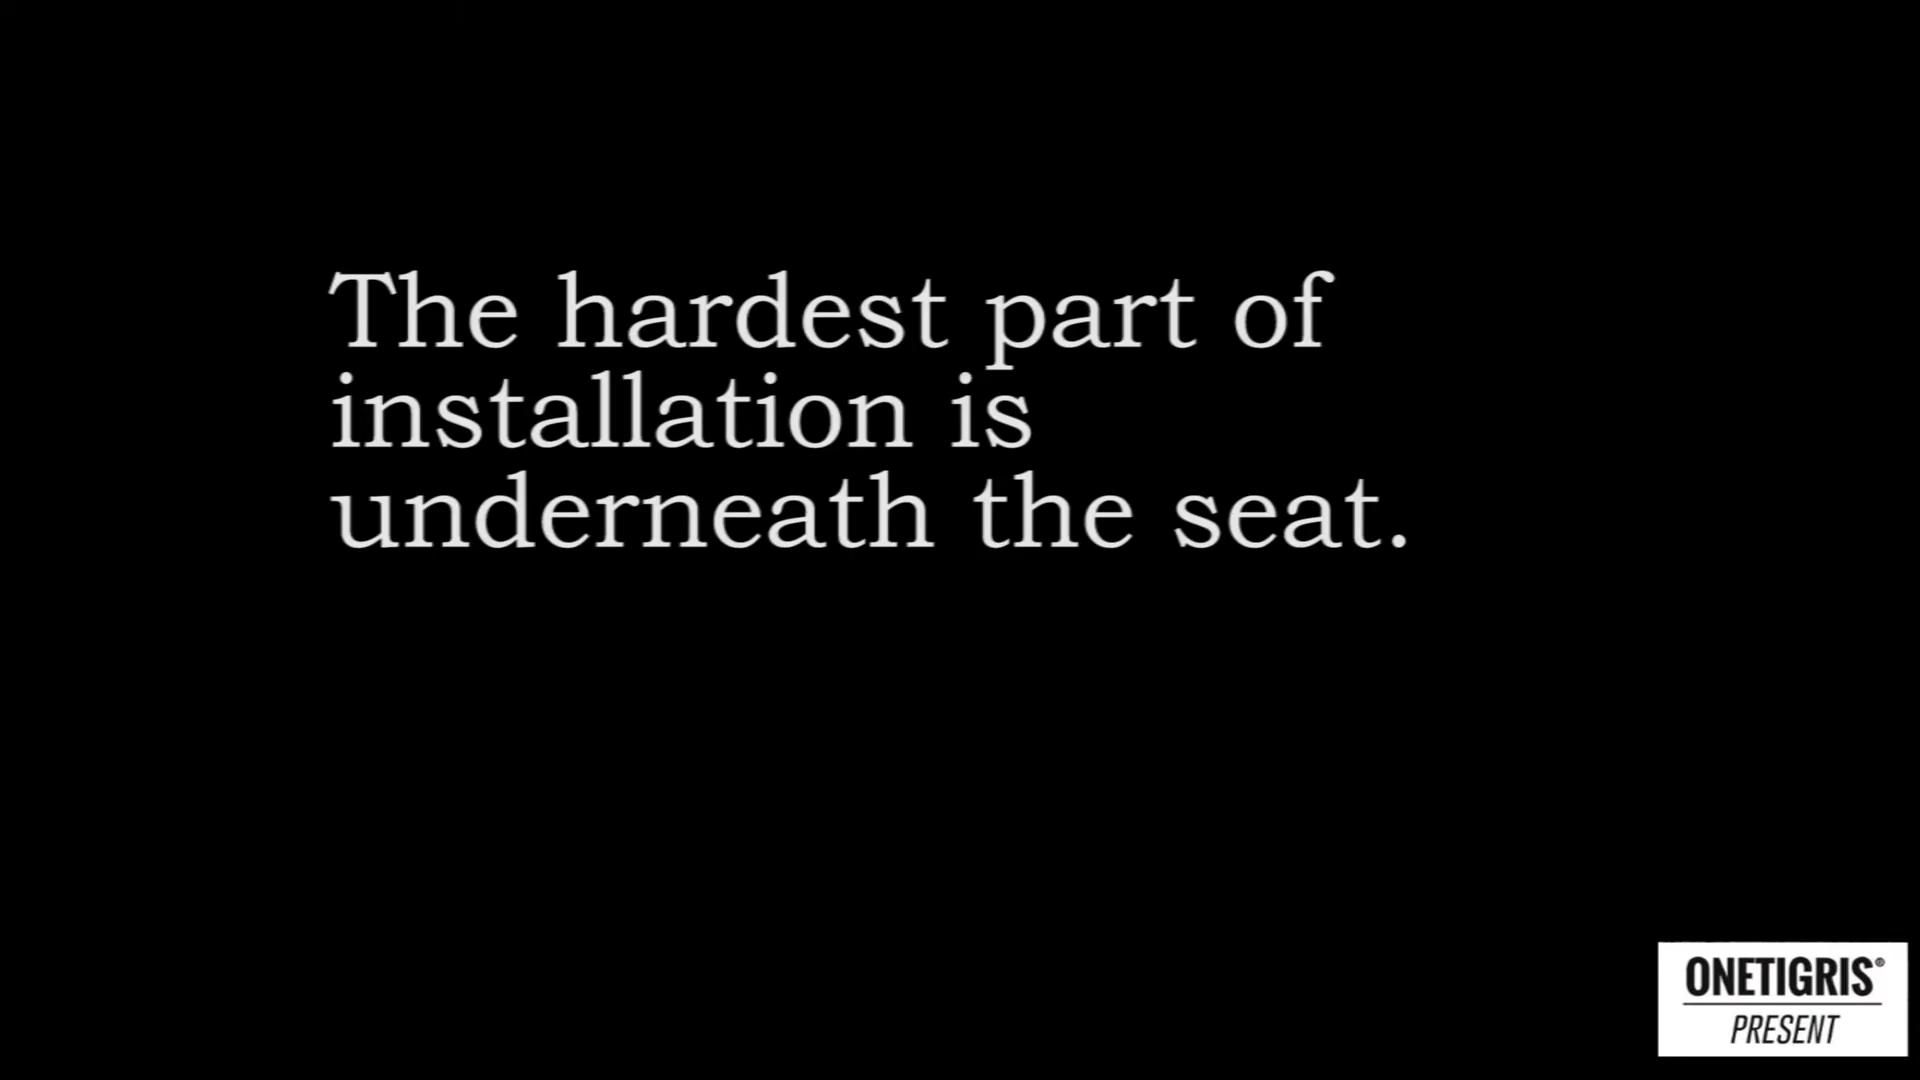 The hardest part of
installation is
underneath the seat.
ONETIGRIS®
PRESENT